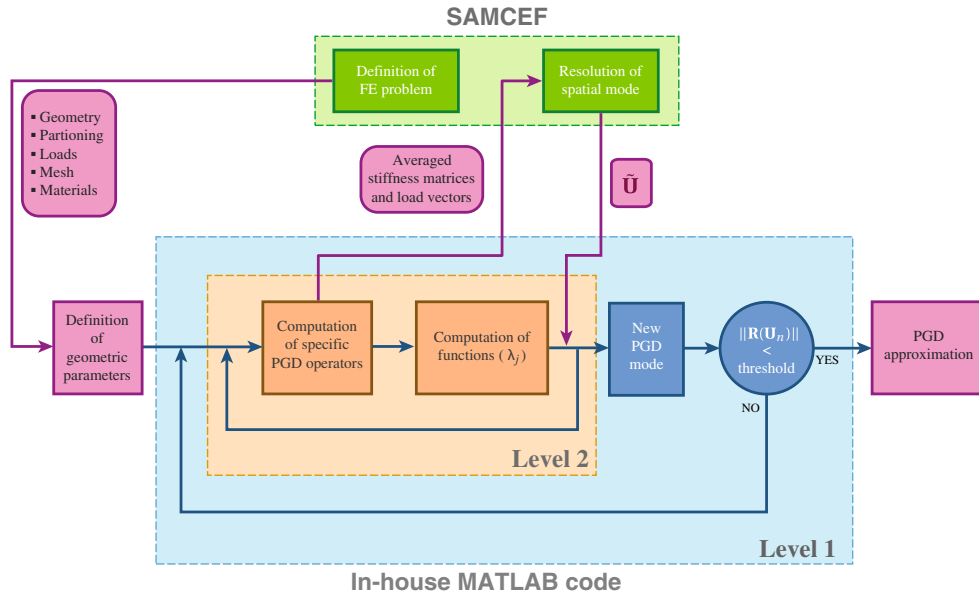 SAMCEF
Definition of
FE problem
Resolution of
spatial mode
▪ Geometry
▪ Partioning
▪ Loads
▪ Mesh
▪ Materials
Averaged
stiffness matrices
and load vectors
Ũ
Definition
of
geometric
parameters
Computation
of specific
PGD operators
Computation of
functions (λj)
New
PGD
mode
||R(Un)||
<
threshold
YES
NO
PGD
approximation
Level 2
Level 1
In-house MATLAB code